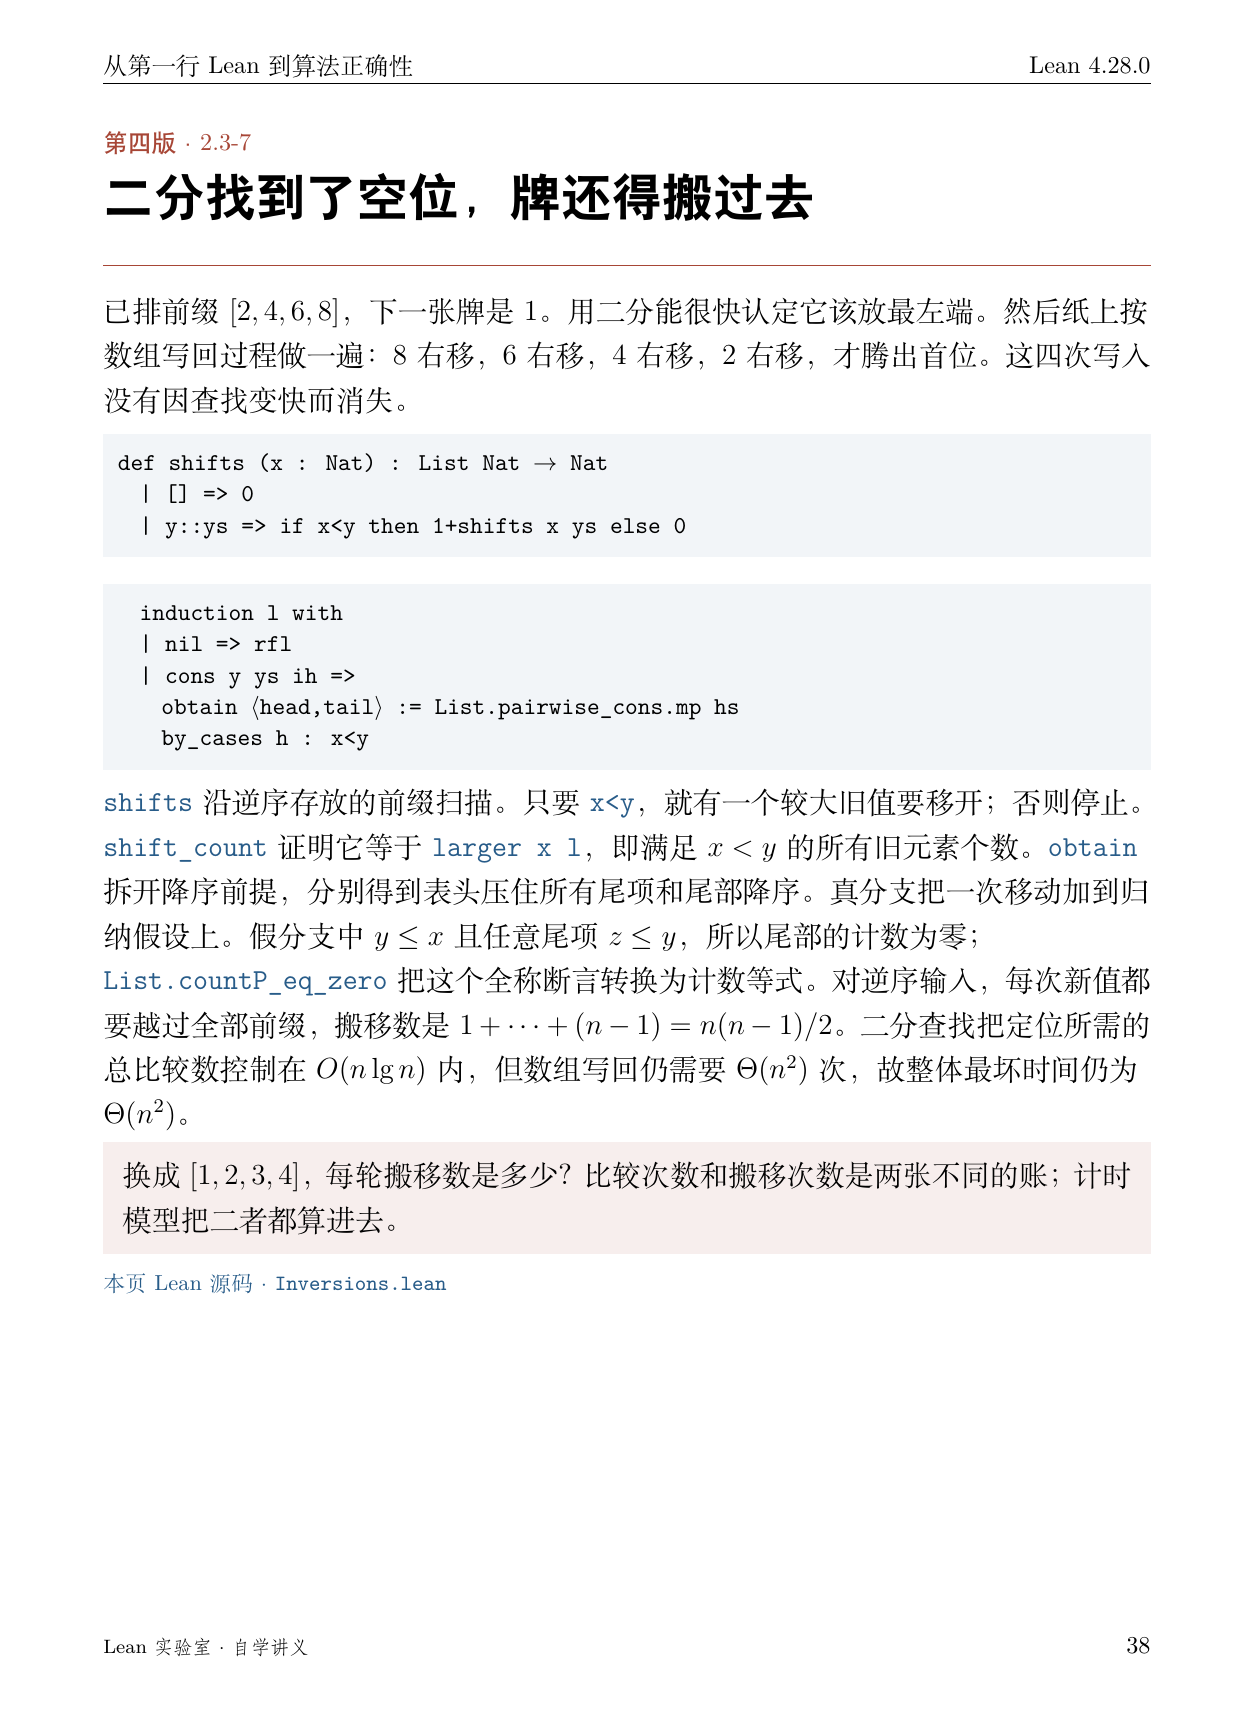 从第一行 Lean 到算法正确性 Lean 4.28.0
第四版 · 2.3-7
二分找到了空位，牌还得搬过去
已排前缀 [2, 4, 6, 8]，下一张牌是 1。用二分能很快认定它该放最左端。然后纸上按
数组写回过程做一遍：8 右移，6 右移，4 右移，2 右移，才腾出首位。这四次写入
没有因查找变快而消失。
def shifts (x : Nat) : List Nat → Nat
  | [] => 0
  | y::ys => if x<y then 1+shifts x ys else 0
  induction l with
  | nil => rfl
  | cons y ys ih =>
    obtain ⟨head,tail⟩ := List.pairwise_cons.mp hs
    by_cases h : x<y
shifts 沿逆序存放的前缀扫描。只要 x<y，就有一个较大旧值要移开；否则停止。
shift_count 证明它等于 larger x l，即满足 x < y 的所有旧元素个数。obtain
拆开降序前提，分别得到表头压住所有尾项和尾部降序。真分支把一次移动加到归
纳假设上。假分支中 y ≤ x 且任意尾项 z ≤ y，所以尾部的计数为零；
List.countP_eq_zero 把这个全称断言转换为计数等式。对逆序输入，每次新值都
要越过全部前缀，搬移数是 1 + ··· + (n − 1) = n(n − 1)/2。二分查找把定位所需的
总比较数控制在 O(n lg n) 内，但数组写回仍需要 Θ(n²) 次，故整体最坏时间仍为
Θ(n²)。
换成 [1, 2, 3, 4]，每轮搬移数是多少？比较次数和搬移次数是两张不同的账；计时
模型把二者都算进去。
本页 Lean 源码 · Inversions.lean
Lean 实验室 · 自学讲义 38